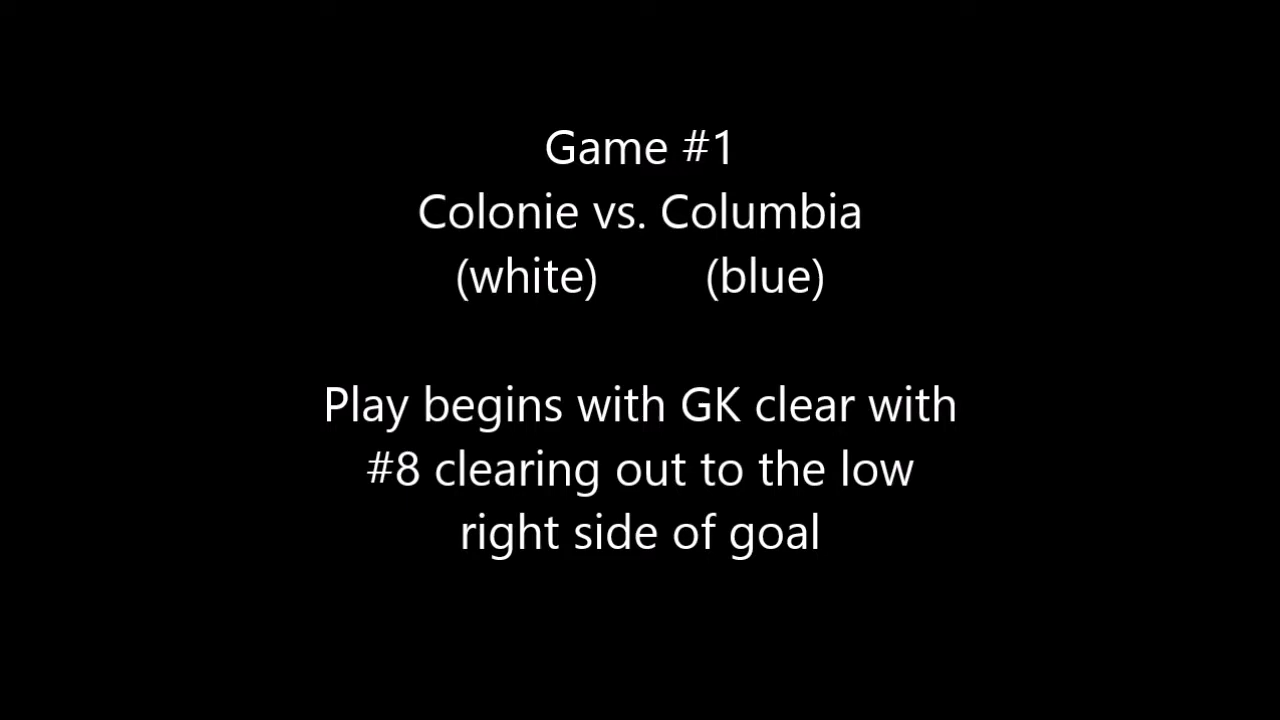 Game #1
Colonie vs. Columbia
(white) (blue)
Play begins with GK clear with
#8 clearing out to the low
right side of goal